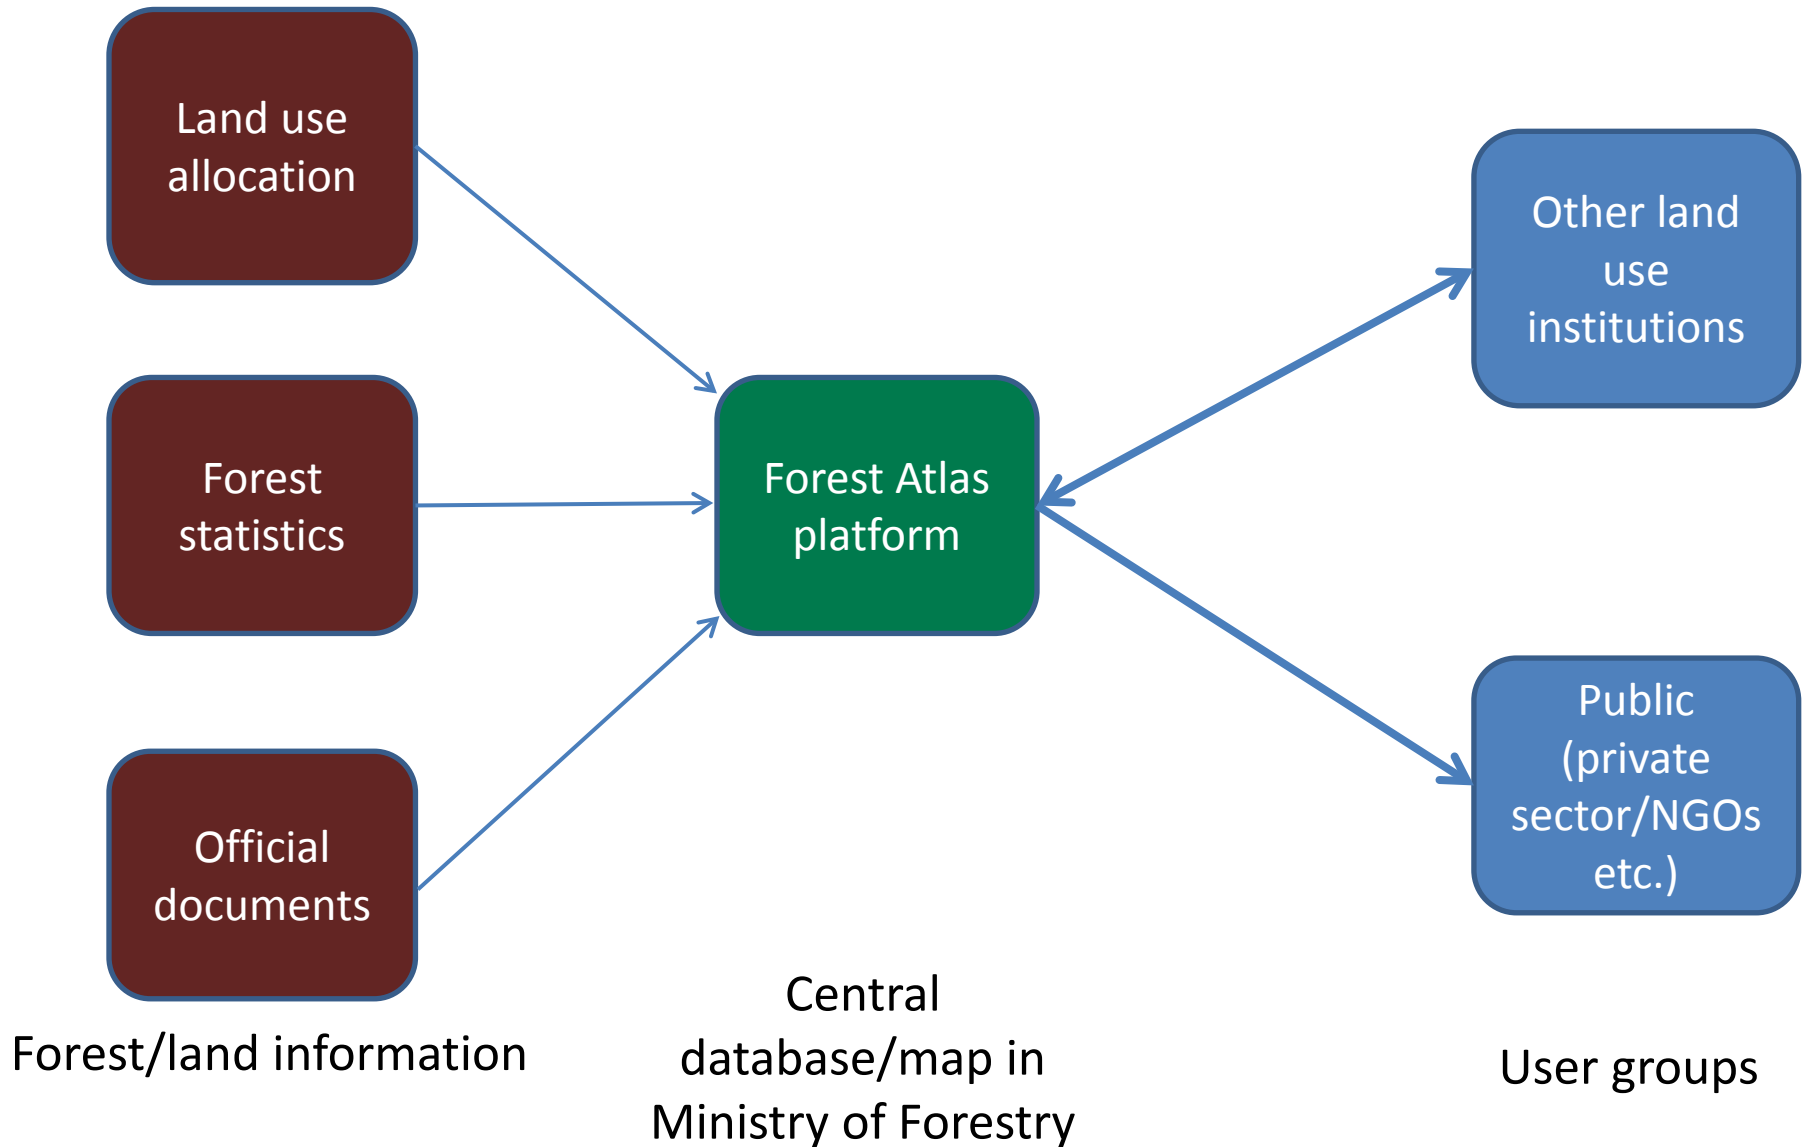 Land use
allocation
Forest
statistics
Official
documents
Forest/land information
Forest Atlas
platform
Central
database/map in
Ministry of Forestry
Other land
use
institutions
Public
(private
sector/NGOs
etc.)
User groups